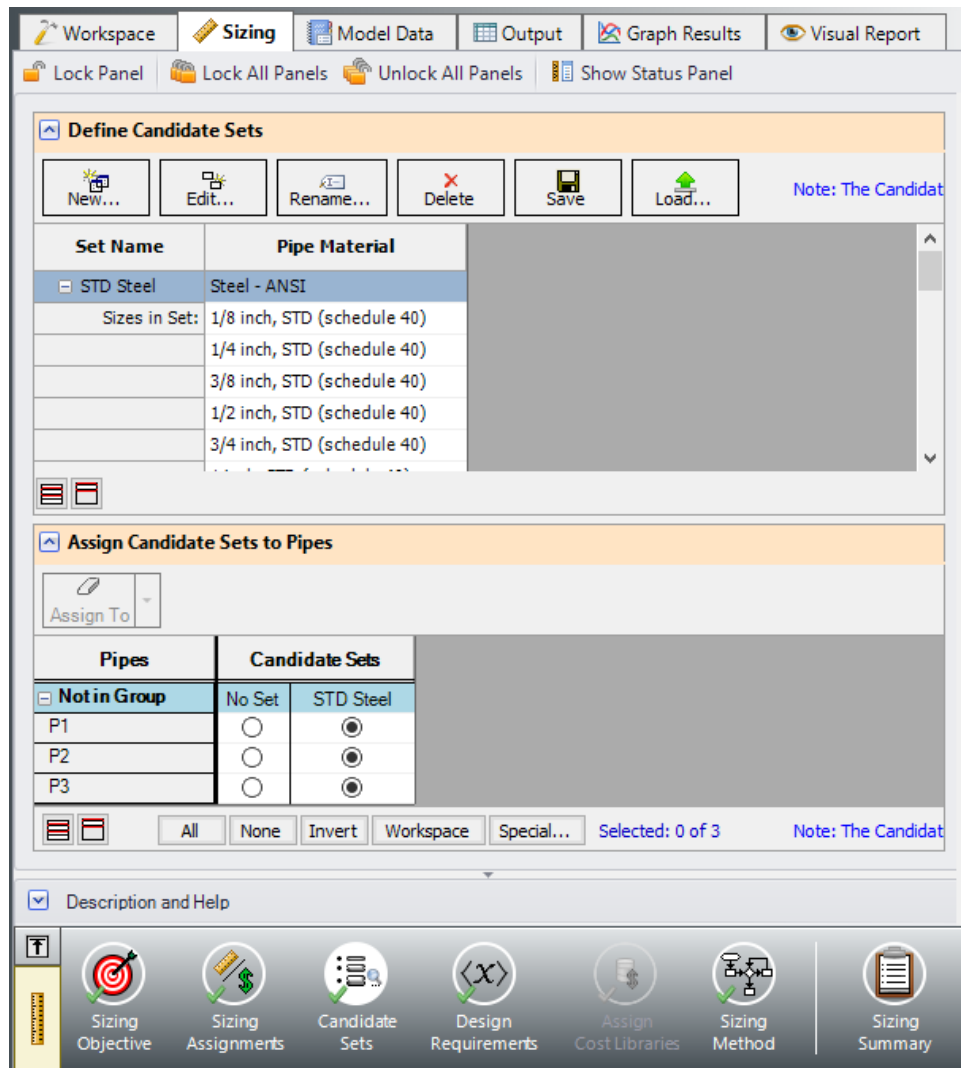 Workspace Sizing Model Data Output Graph Results Visual Report
Lock Panel Lock All Panels Unlock All Panels Show Status Panel
Define Candidate Sets
New... Edit... Rename... Delete Save Load... Note: The Candidat
Set Name Pipe Material
STD Steel Steel - ANSI
Sizes in Set: 1/8 inch, STD (schedule 40)
1/4 inch, STD (schedule 40)
3/8 inch, STD (schedule 40)
1/2 inch, STD (schedule 40)
3/4 inch, STD (schedule 40)
Assign Candidate Sets to Pipes
Assign To
Pipes Candidate Sets
Not in Group No Set STD Steel
P1
P2
P3
All None Invert Workspace Special... Selected: 0 of 3 Note: The Candidat
Description and Help
Sizing Objective
Sizing Assignments
Candidate Sets
Design Requirements
Assign Cost Libraries
Sizing Method
Sizing Summary